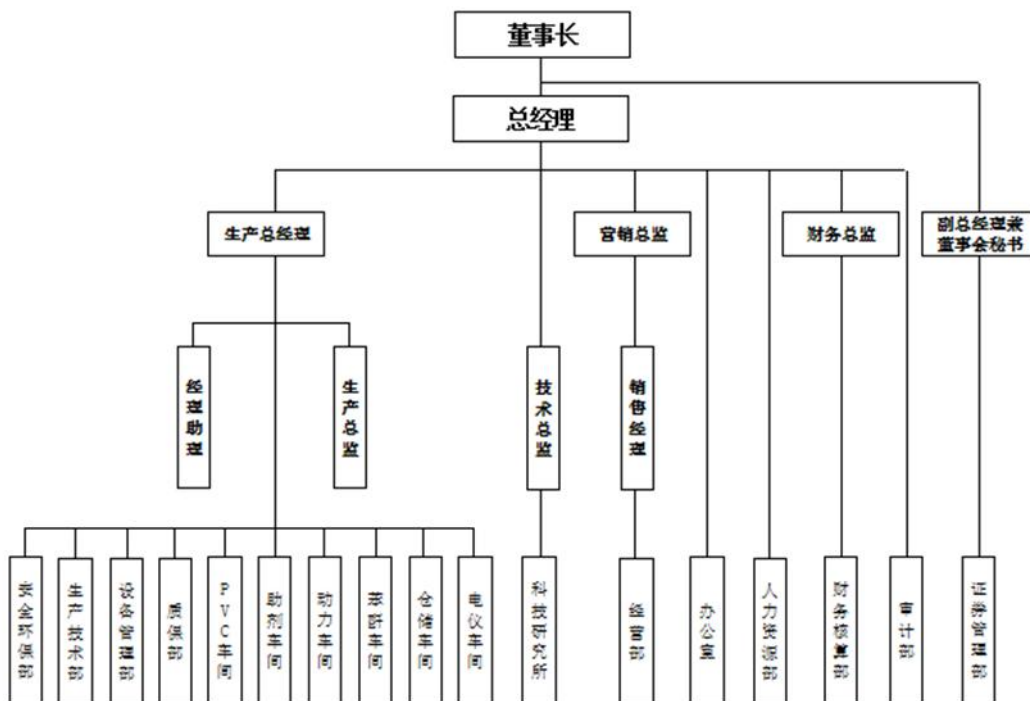 董事长
总经理
生产总经理
营销总监
财务总监
副总经理兼
董事会秘书
经理助理
生产总监
技术总监
销售经理
安全环保部
生产技术部
设备管理部
质保部
PVC车间
助剂车间
动力车间
苯酐车间
仓储车间
电仪车间
科技研究所
经营部
办公室
人力资源部
财务核算部
审计部
证券管理部